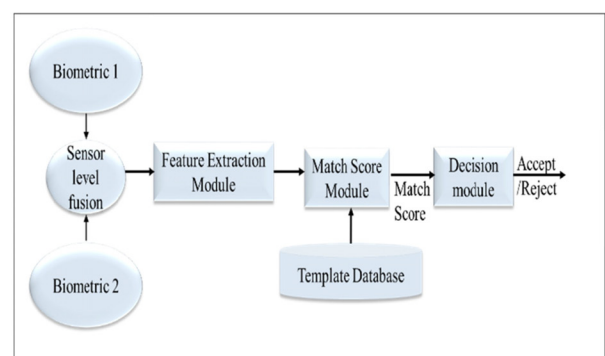 Biometric 1
Sensor
level
fusion
Biometric 2
Feature Extraction
Module
Match Score
Module
Template Database
Match
Score
Decision
module
Accept
/Reject